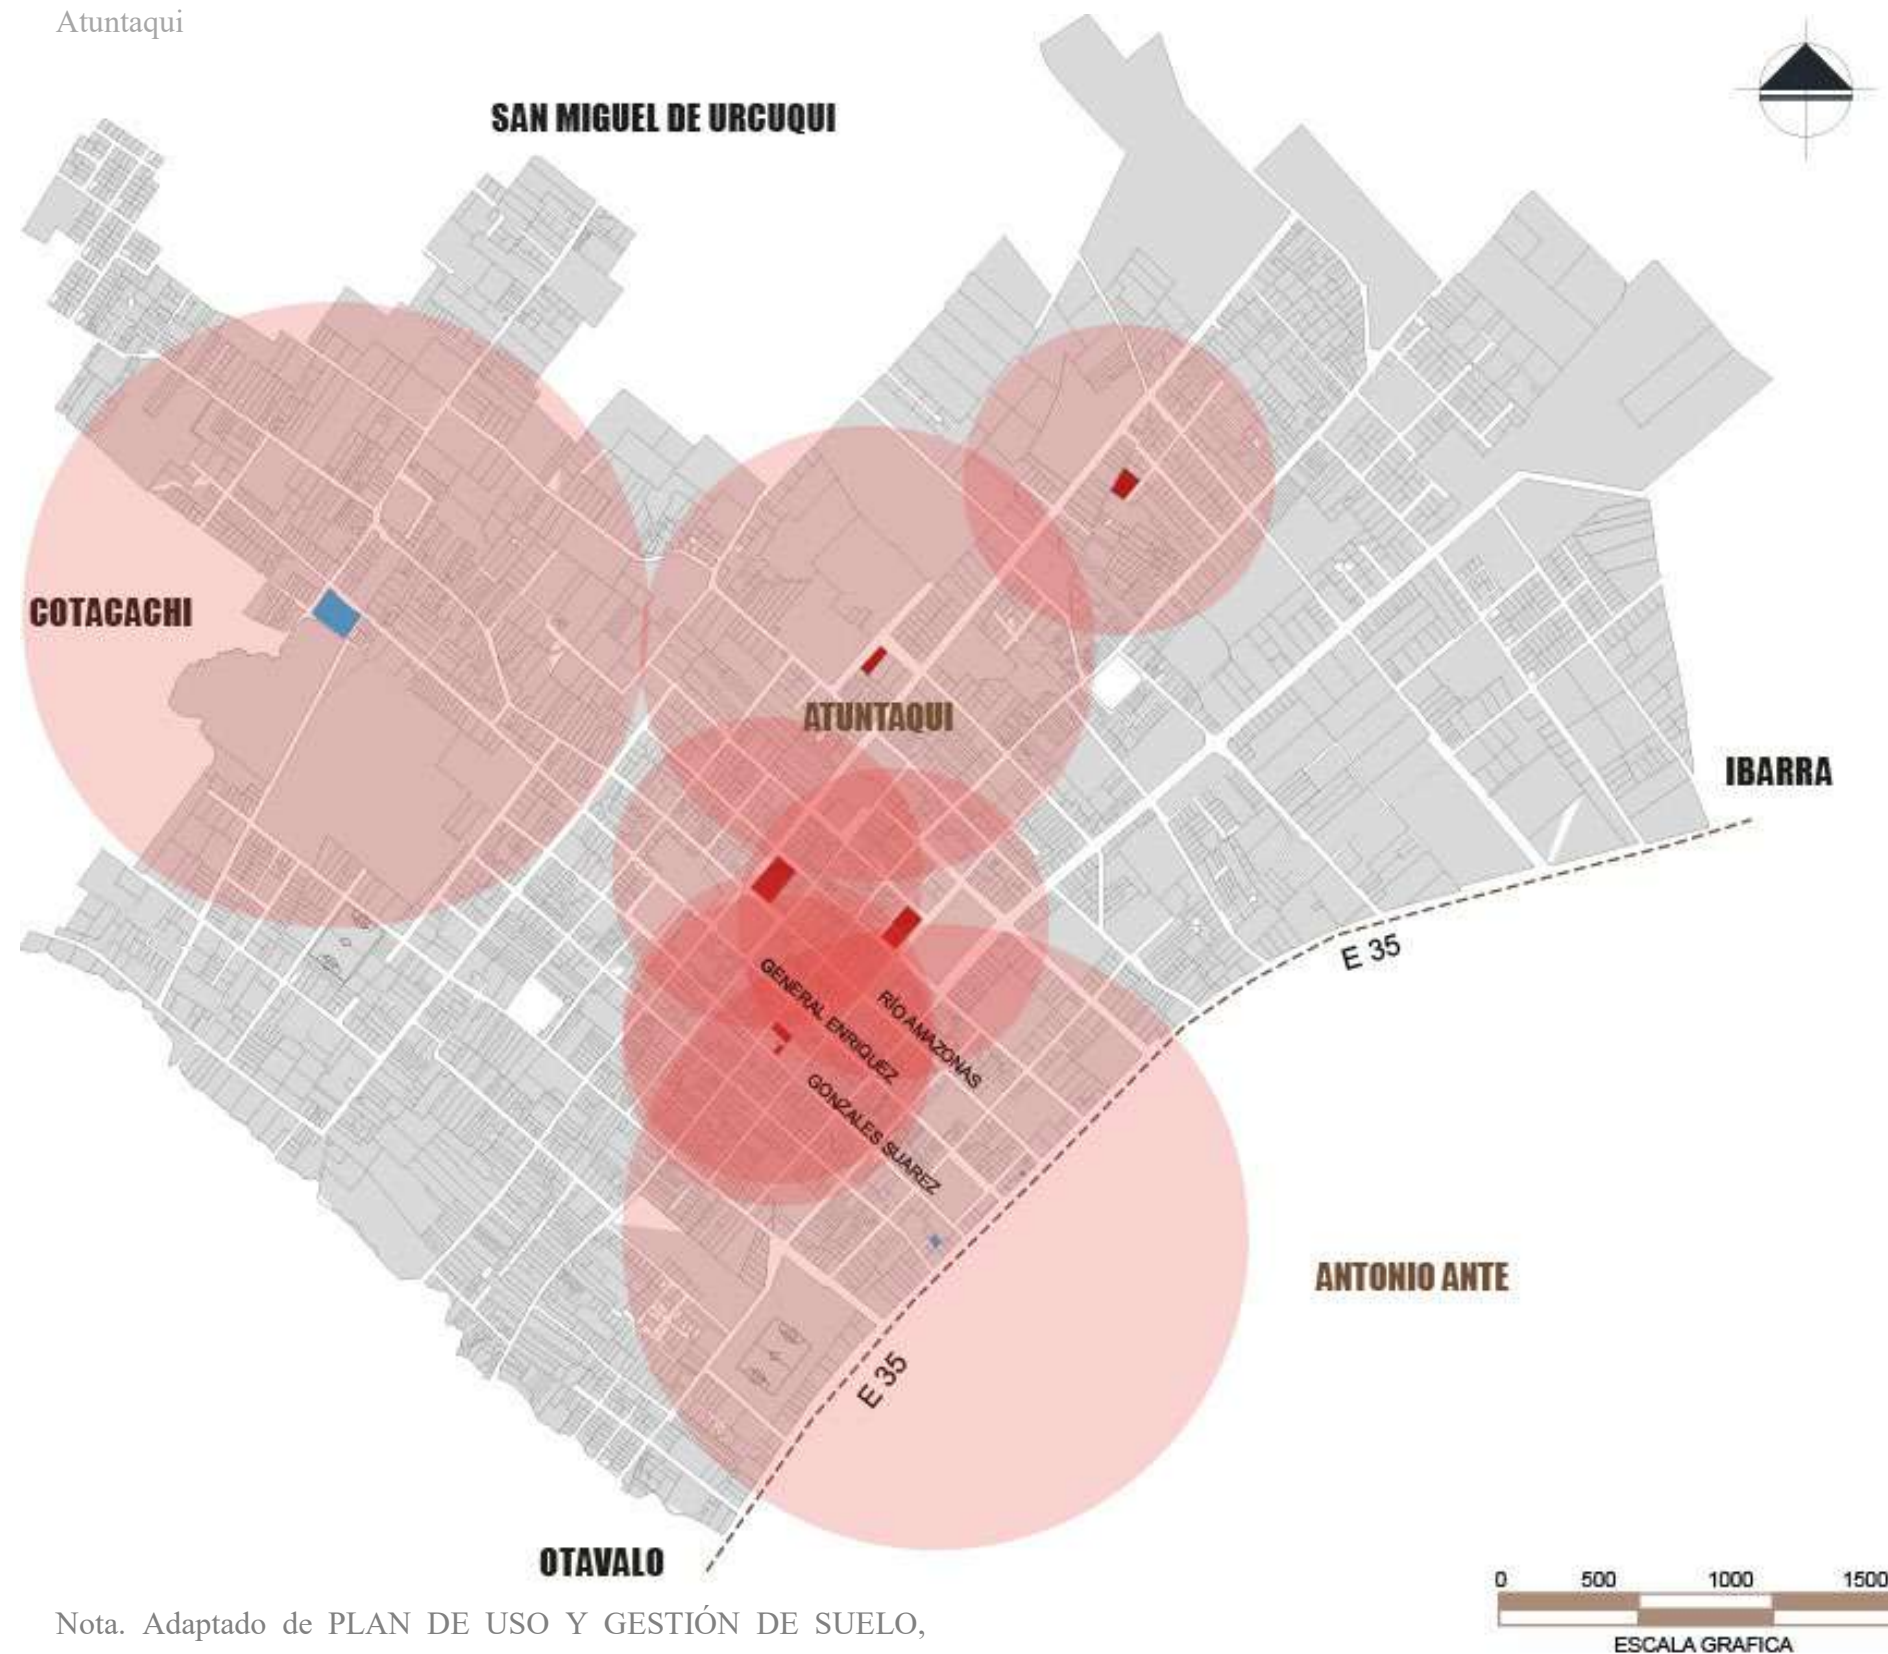 Atuntaqui
SAN MIGUEL DE URCUQUI
COTACACHI
ATUNTAQUI
IBARRA
E 35
GENERAL ENRIQUEZ
RÍO AMAZONAS
GONZALES SUAREZ
ANTONIO ANTE
E 35
OTAVALO
0 500 1000 1500
ESCALA GRAFICA
Nota. Adaptado de PLAN DE USO Y GESTIÓN DE SUELO,